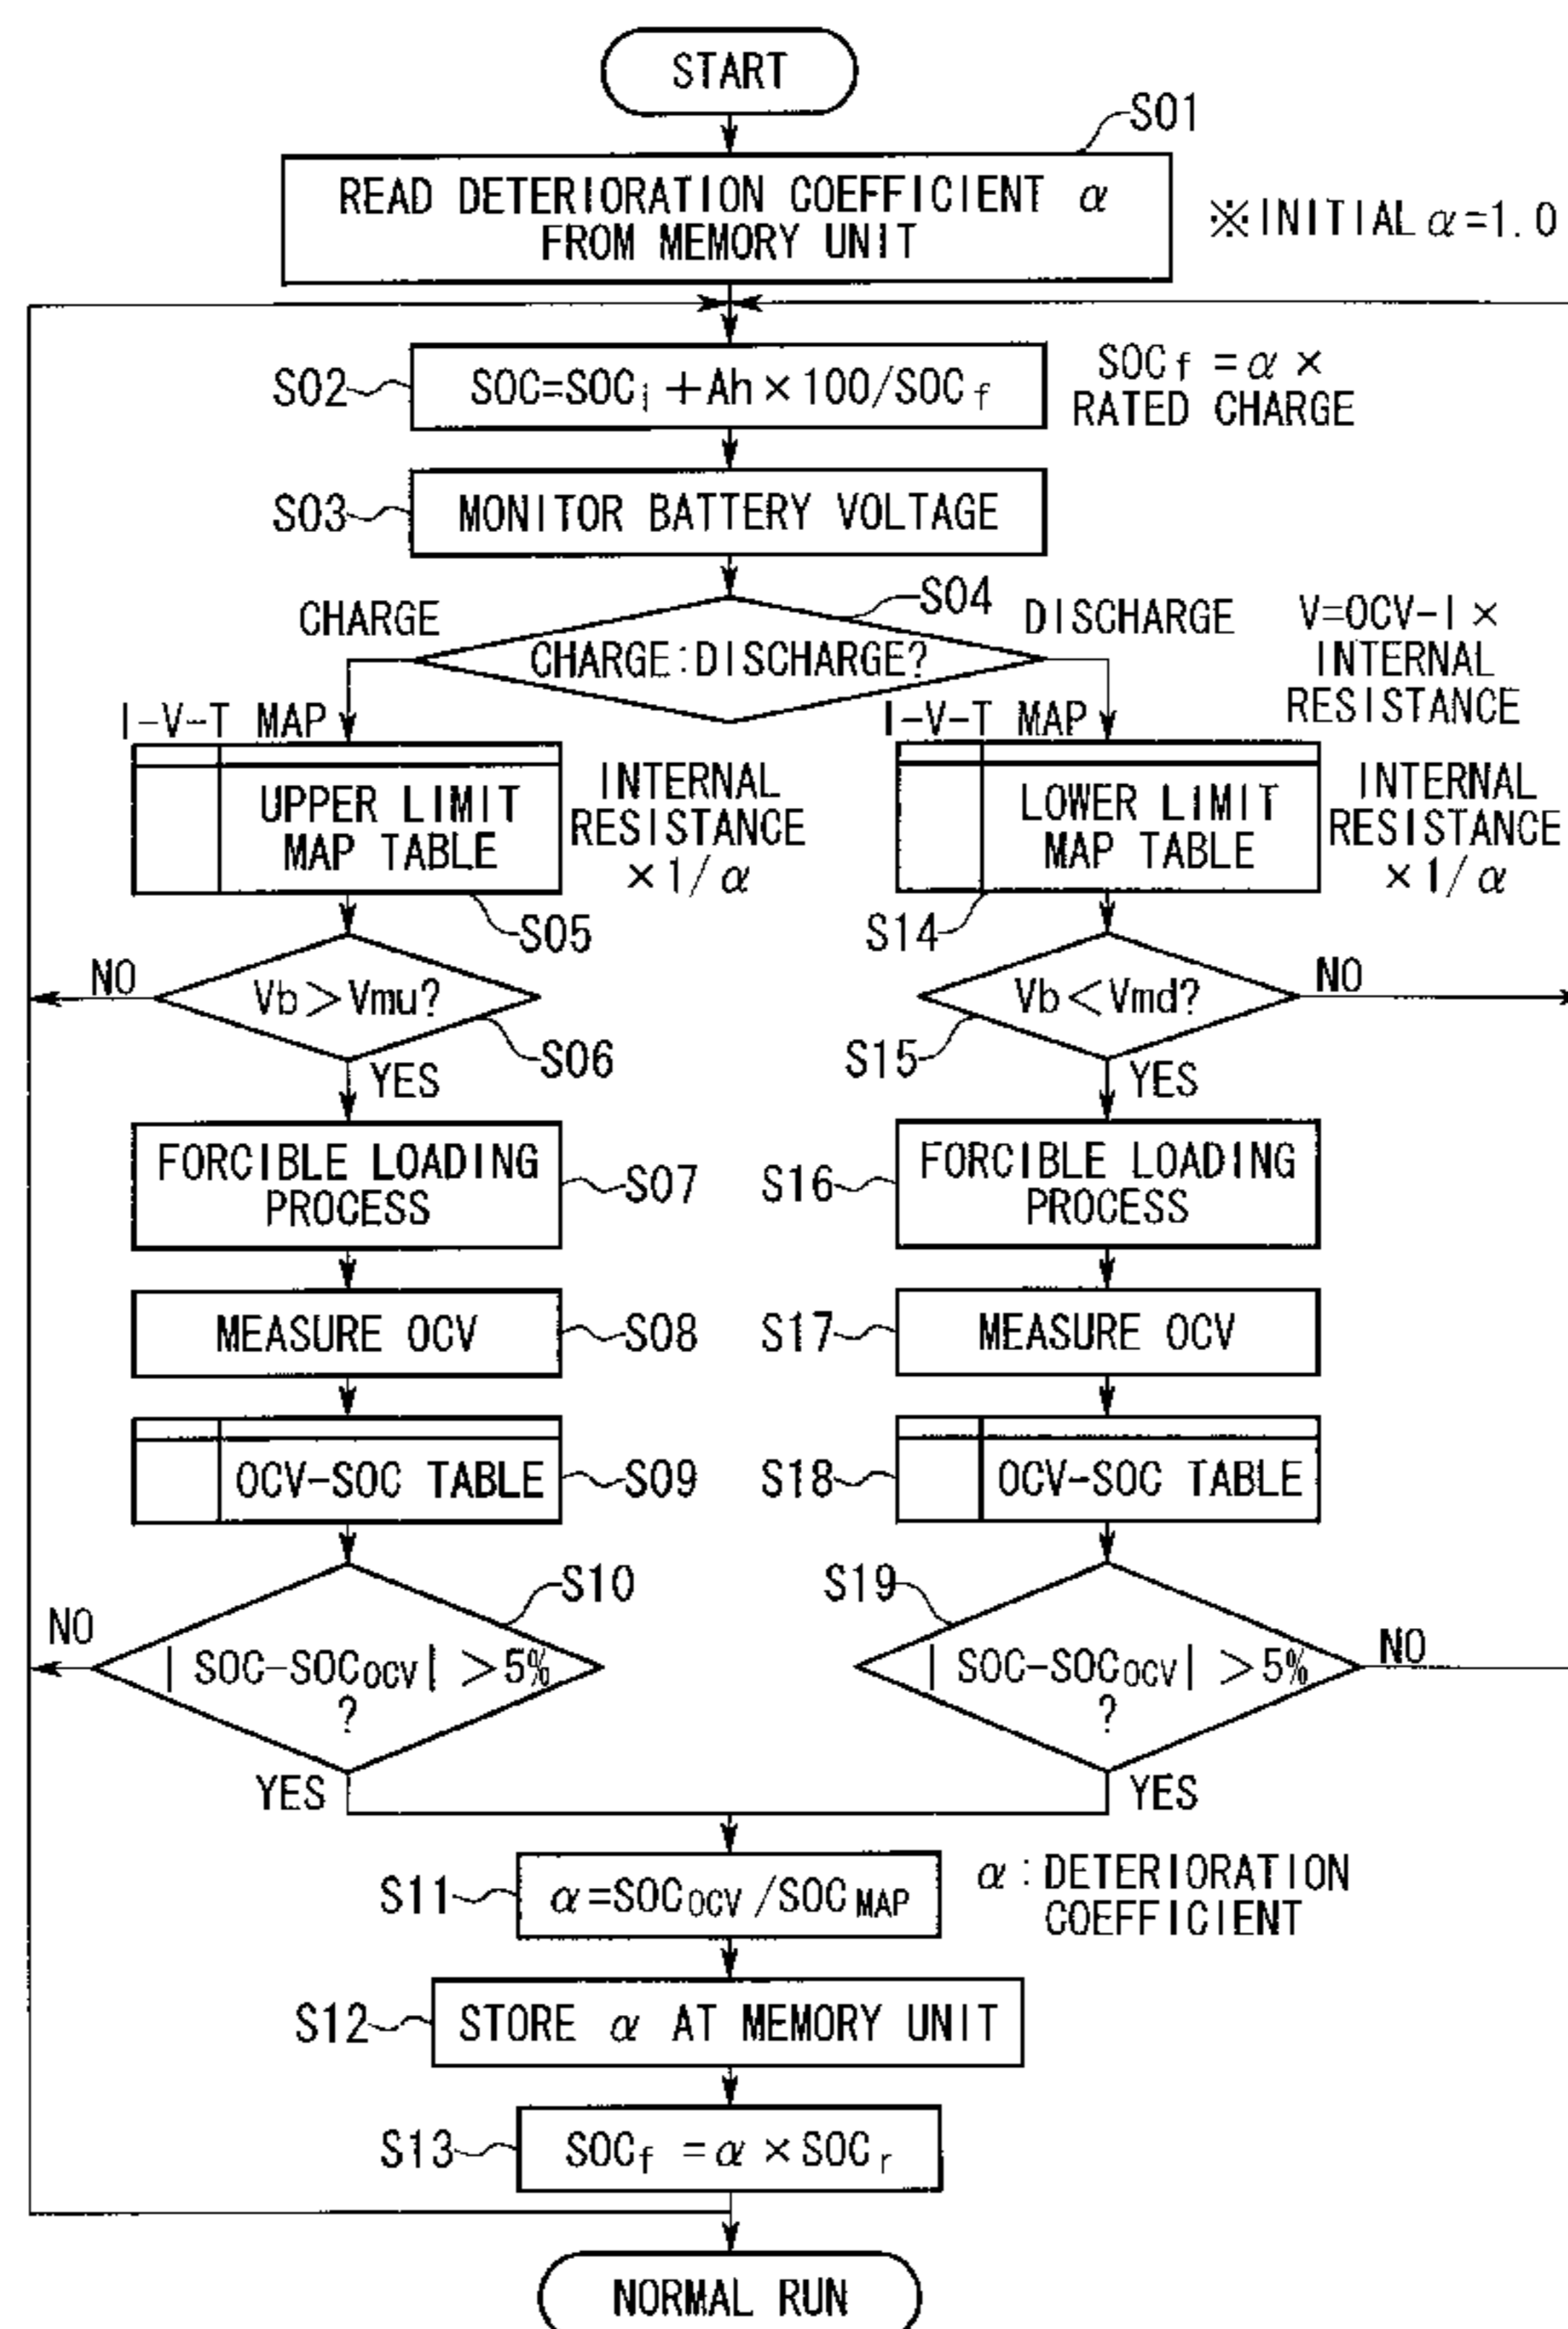 START
S01
READ DETERIORATION COEFFICIENT α
FROM MEMORY UNIT
※INITIAL α=1.0
S02
SOC=SOCi+Ah×100/SOCf
SOCf=α×
RATED CHARGE
S03
MONITOR BATTERY VOLTAGE
S04
CHARGE
CHARGE:DISCHARGE?
DISCHARGE
V=OCV-I×
INTERNAL
RESISTANCE
I-V-T MAP
UPPER LIMIT
MAP TABLE
INTERNAL
RESISTANCE
×1/α
S05
I-V-T MAP
LOWER LIMIT
MAP TABLE
INTERNAL
RESISTANCE
×1/α
S14
NO
Vb>Vmu?
S06
YES
Vb<Vmd?
NO
S15
YES
FORCIBLE LOADING
PROCESS
S07
S16
FORCIBLE LOADING
PROCESS
MEASURE OCV
S08
S17
MEASURE OCV
OCV-SOC TABLE
S09
S18
OCV-SOC TABLE
S10
NO
|SOC-SOCOCV|>5%
?
YES
S19
|SOC-SOCOCV|>5%
?
NO
YES
S11
α=SOCOCV/SOCMAP
α:DETERIORATION
COEFFICIENT
S12
STORE α AT MEMORY UNIT
S13
SOCf=α×SOCr
NORMAL RUN